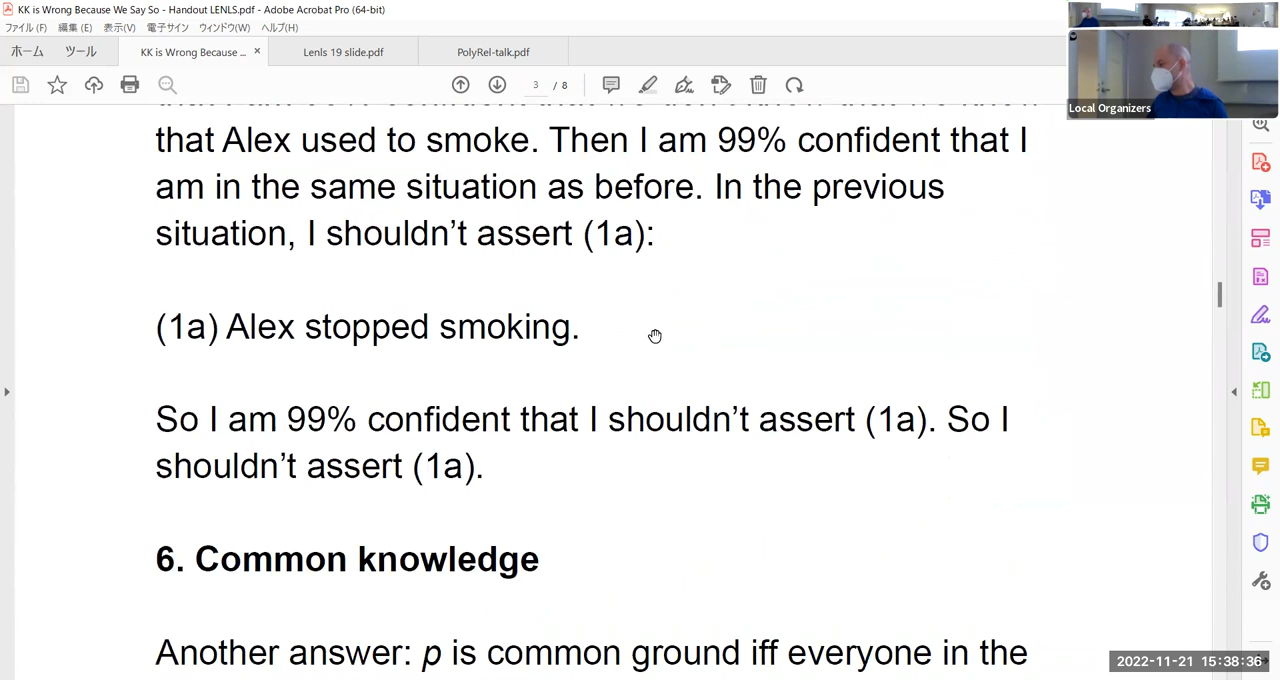 KK is Wrong Because We Say So - Handout LENLS.pdf - Adobe Acrobat Pro (64-bit)
ファイル (F) 編集 (E) 表示(V) 電子サイン ウィンドウ(W) ヘルプ(H)
ホーム ツール KK is Wrong Because ... × Lenls 19 slide.pdf PolyRel-talk.pdf
3 / 8
Local Organizers
that Alex used to smoke. Then I am 99% confident that I
am in the same situation as before. In the previous
situation, I shouldn’t assert (1a):
(1a) Alex stopped smoking.
So I am 99% confident that I shouldn’t assert (1a). So I
shouldn’t assert (1a).
6. Common knowledge
Another answer: p is common ground iff everyone in the
2022-11-21 15:38:36